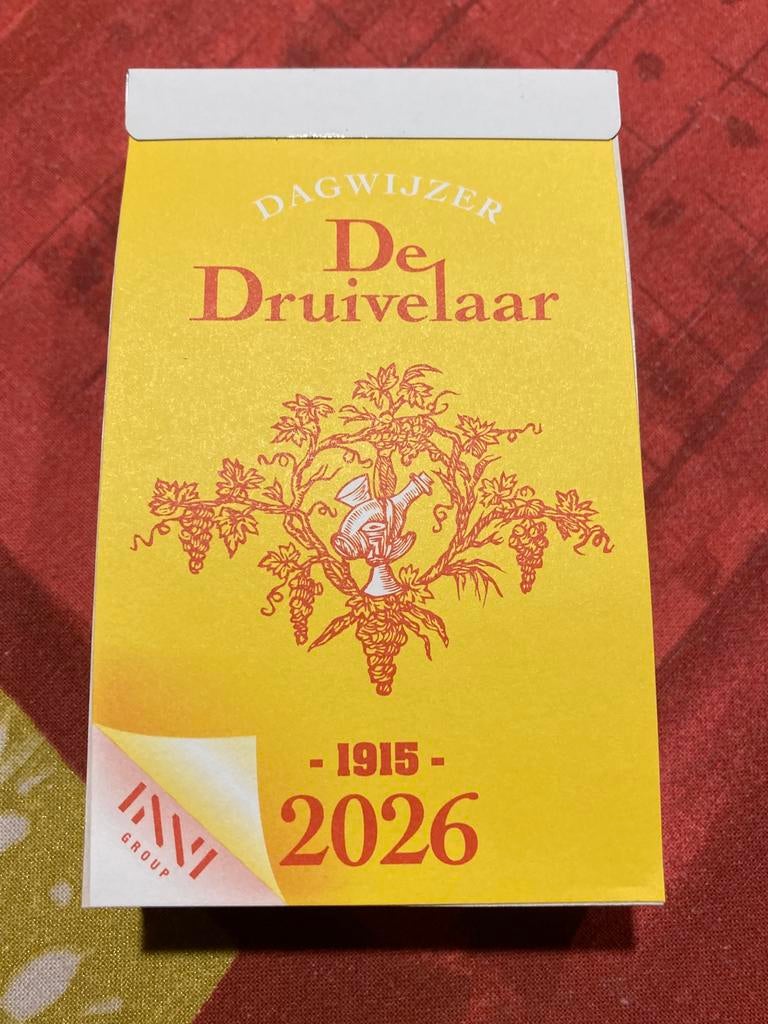 DAGWIJZER
De
Druivelaar
- 1915 -
2026
GROUP